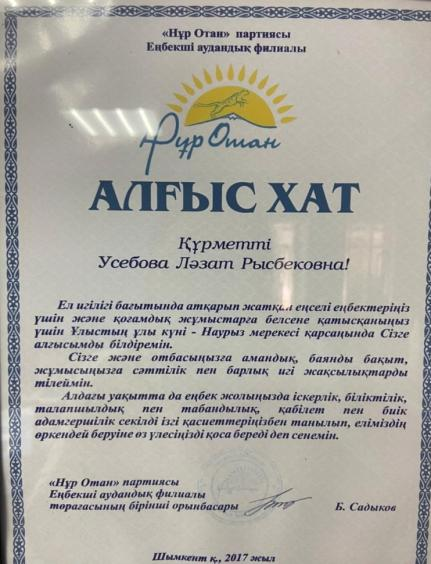 «Нұр Отан» партиясы
Еңбекші аудандық филиалы
Нұр Отан
АЛҒЫС ХАТ
Құрметті
Усебова Ләзат Рысбековна!
Ел игілігі бағытында атқарып жатқан еңселі еңбектеріңіз
үшін және қоғамдық жұмыстарға белсене қатысқаныңыз
үшін Ұлыстың ұлы күні - Наурыз мерекесі қарсаңында Сізге
алғысымды білдіремін.
Сізге және отбасыңызға амандық, баянды бақыт,
жұмысыңызға сәттілік пен барлық игі жақсылықтарды
тілеймін.
Алдағы уақытта да еңбек жолыңызда іскерлік, біліктілік,
талапшылдық пен табандылық, қабілет пен биік
адамгершілік секілді ізгі қасиеттеріңізбен танылып, еліміздің
өркендей беруіне өз үлесіңізді қоса береді деп сенемін.
«Нұр Отан» партиясы
Еңбекші аудандық филиалы
төрағасының бірінші орынбасары
Б. Садыков
Шымкент қ., 2017 жыл